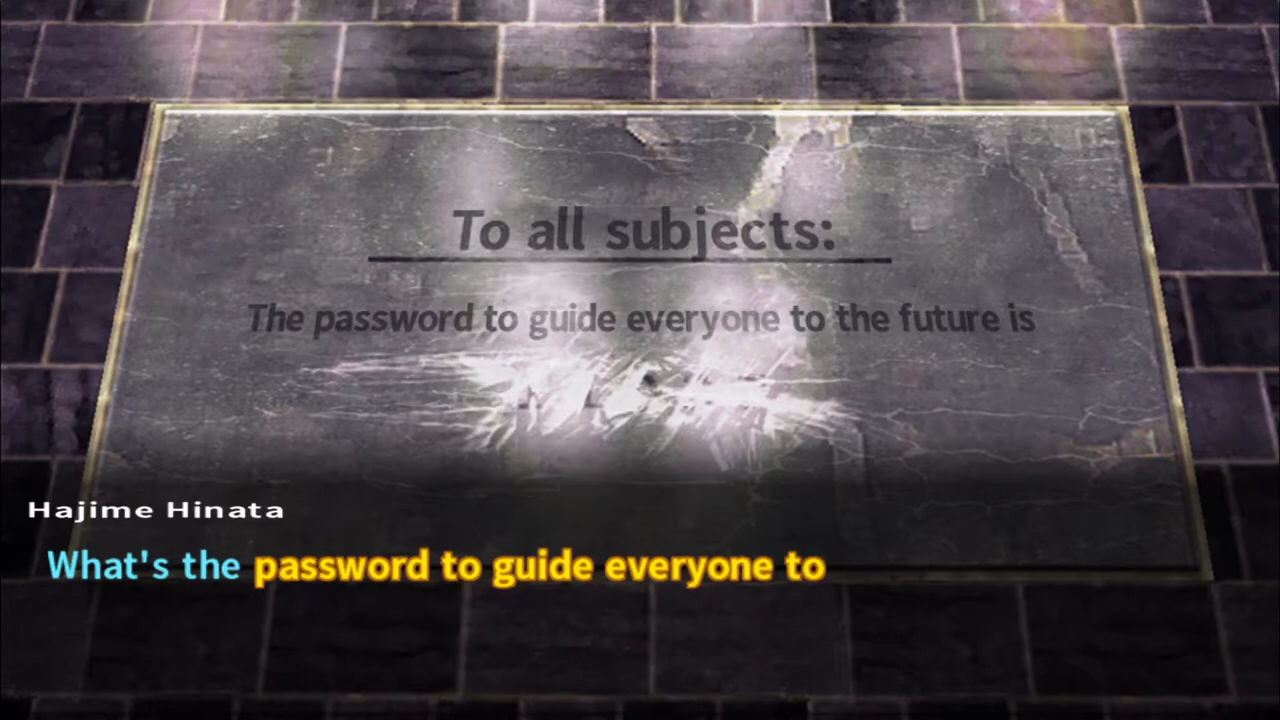 To all subjects:
The password to guide everyone to the future is
Hajime Hinata
What's the password to guide everyone to